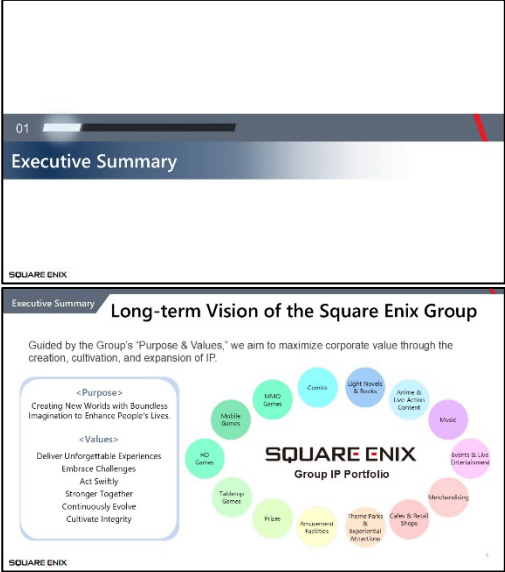 01
Executive Summary
SQUARE ENIX
Executive Summary
Long-term Vision of the Square Enix Group
Guided by the Group's "Purpose & Values," we aim to maximize corporate value through the
creation, cultivation, and expansion of IP.
<Purpose>
Creating New Worlds with Boundless
Imagination to Enhance People's Lives.
<Values>
Deliver Unforgettable Experiences
Embrace Challenges
Act Swiftly
Stronger Together
Continuously Evolve
Cultivate Integrity
SQUARE ENIX
Group IP Portfolio
Comics
Light Novels
& Books
Anime &
Live-Action
Content
Music
Events & Live
Entertainment
Merchandising
Cafes & Retail
Shops
Theme Parks
&
Experiential
Attractions
Amusement
Facilities
Prizes
Tabletop
Games
HD
Games
Mobile
Games
MMO
Games
SQUARE ENIX